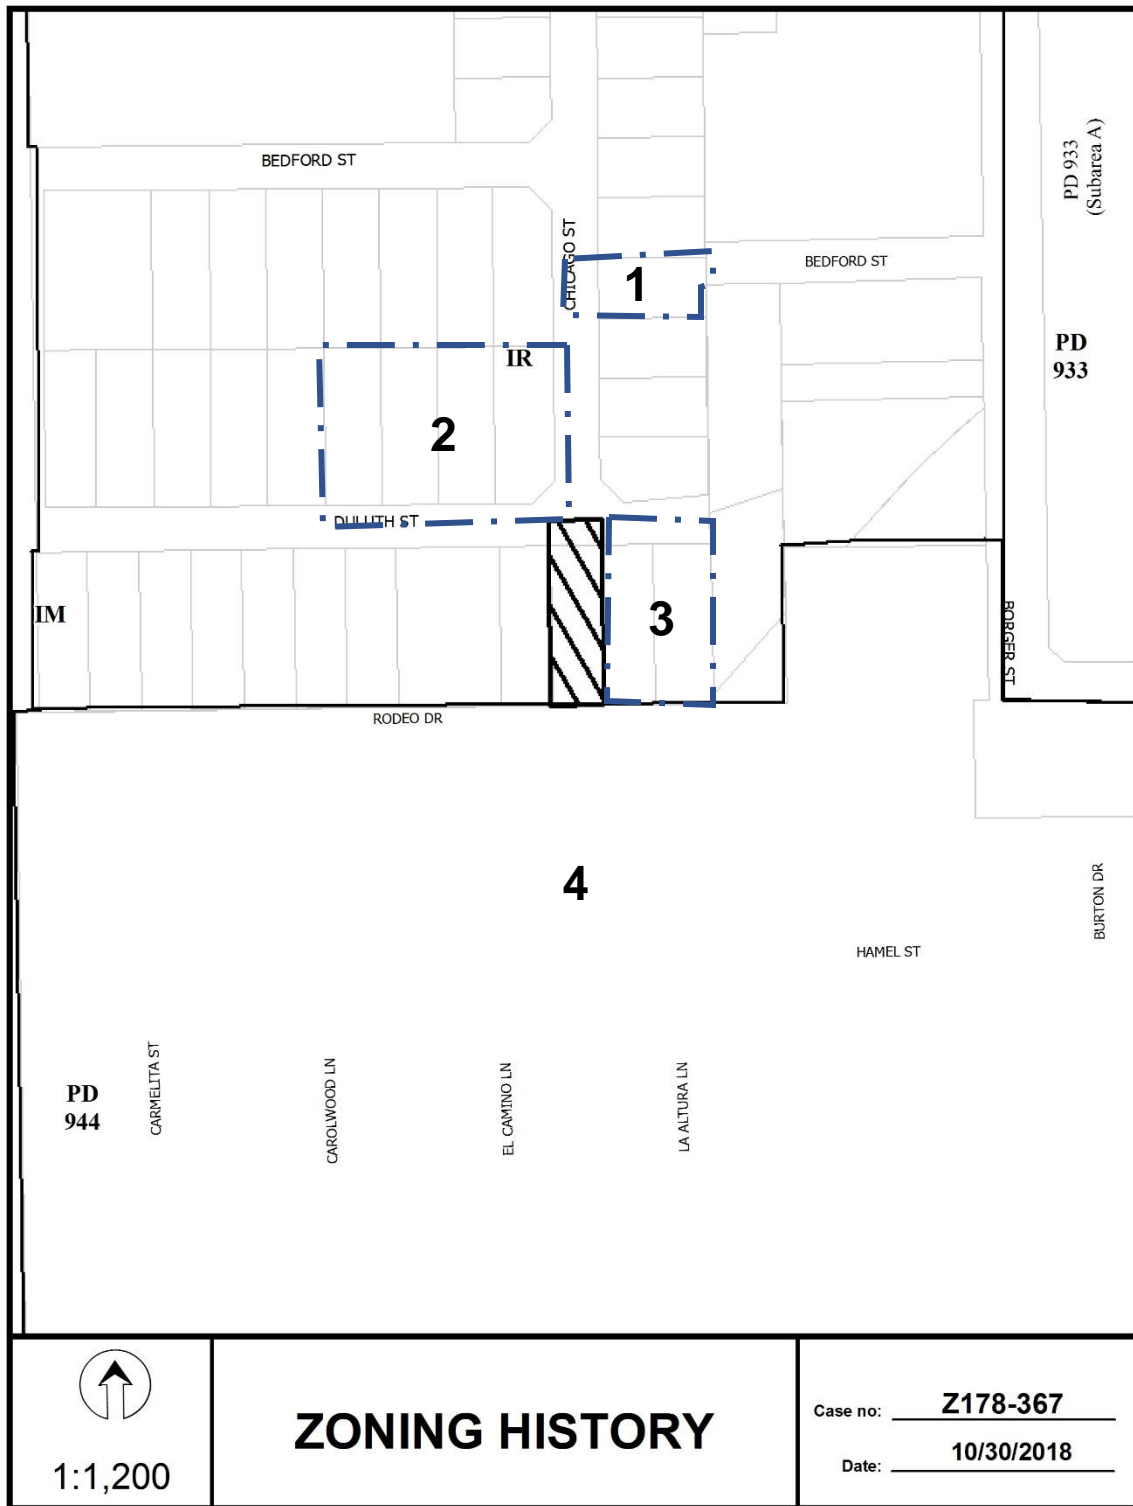 BEDFORD ST
PD 933
(Subarea A)
CHICAGO ST
BEDFORD ST
1
IR
PD
933
2
DULUTH ST
3
IM
BORGER ST
RODEO DR
4
BURTON DR
HAMEL ST
PD
944
CARMELITA ST
CAROLWOOD LN
EL CAMINO LN
LA ALTURA LN
1:1,200
ZONING HISTORY
Case no: Z178-367
Date: 10/30/2018